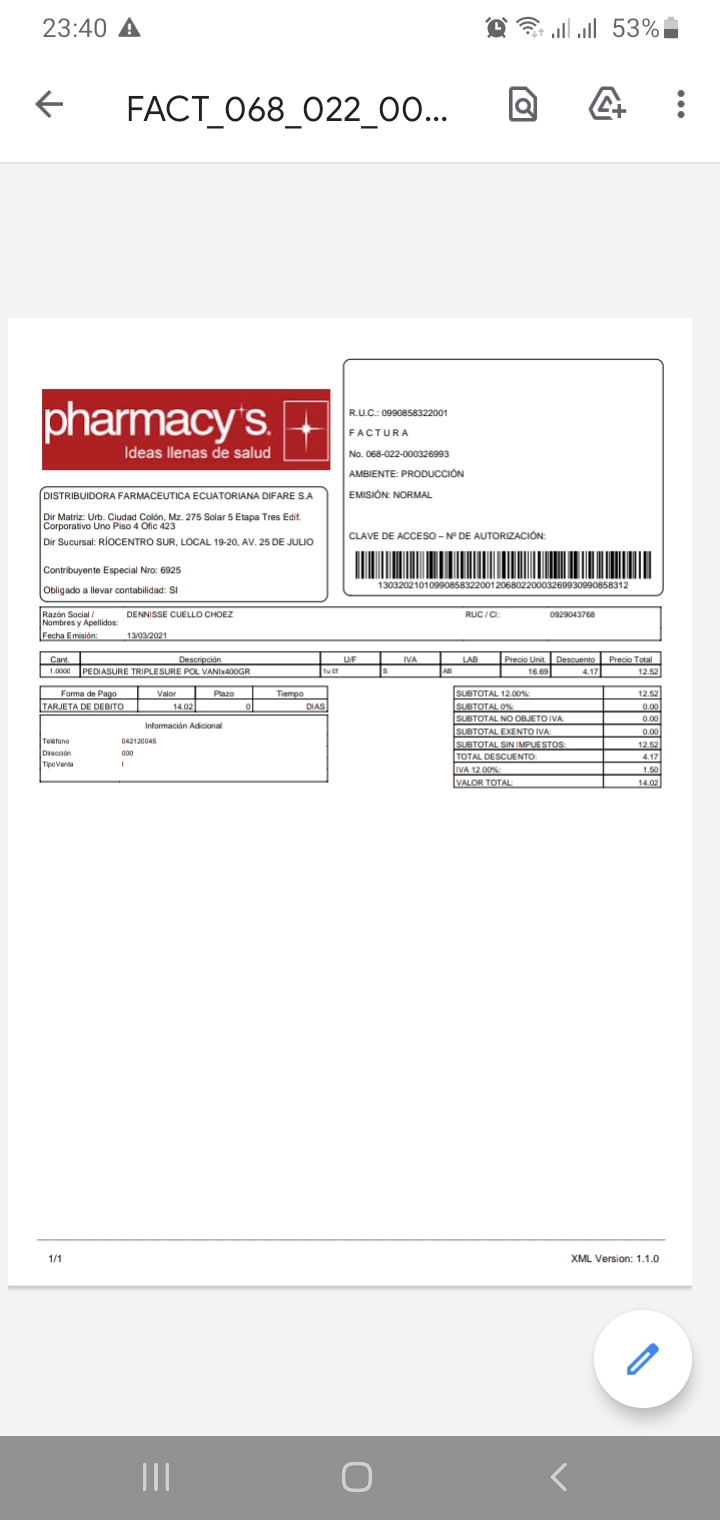 23:40
53%
FACT_068_022_00...
pharmacy's.
Ideas llenas de salud
R.U.C.: 0990858322001
FACTURA
No. 068-022-000326993
AMBIENTE: PRODUCCIÓN
EMISIÓN: NORMAL
CLAVE DE ACCESO – Nº DE AUTORIZACIÓN:
1303202101099085832200120680220003269930990858312
DISTRIBUIDORA FARMACEUTICA ECUATORIANA DIFARE S.A
Dir Matriz: Urb. Ciudad Colón, Mz. 275 Solar 5 Etapa Tres Edif.
Corporativo Uno Piso 4 Ofic 423
Dir Sucursal: RÍOCENTRO SUR, LOCAL 19-20, AV. 25 DE JULIO
Contribuyente Especial Nro: 6925
Obligado a llevar contabilidad: SI
Razón Social / Nombres y Apellidos: DENNISSE CUELLO CHOEZ RUC / CI: 0929043768
Fecha Emisión: 13/03/2021
Cant. Descripción U/F IVA LAB Precio Unit. Descuento Precio Total
1.0000 PEDIASURE TRIPLESURE POL VANIx400GR 1u 0f S AB 16.69 4.17 12.52
Forma de Pago Valor Plazo Tiempo
TARJETA DE DEBITO 14.02 0 DIAS
Información Adicional
Teléfono 042120045
Dirección 000
TipoVenta I
SUBTOTAL 12.00%: 12.52
SUBTOTAL 0%: 0.00
SUBTOTAL NO OBJETO IVA: 0.00
SUBTOTAL EXENTO IVA: 0.00
SUBTOTAL SIN IMPUESTOS: 12.52
TOTAL DESCUENTO: 4.17
IVA 12.00%: 1.50
VALOR TOTAL: 14.02
1/1
XML Version: 1.1.0